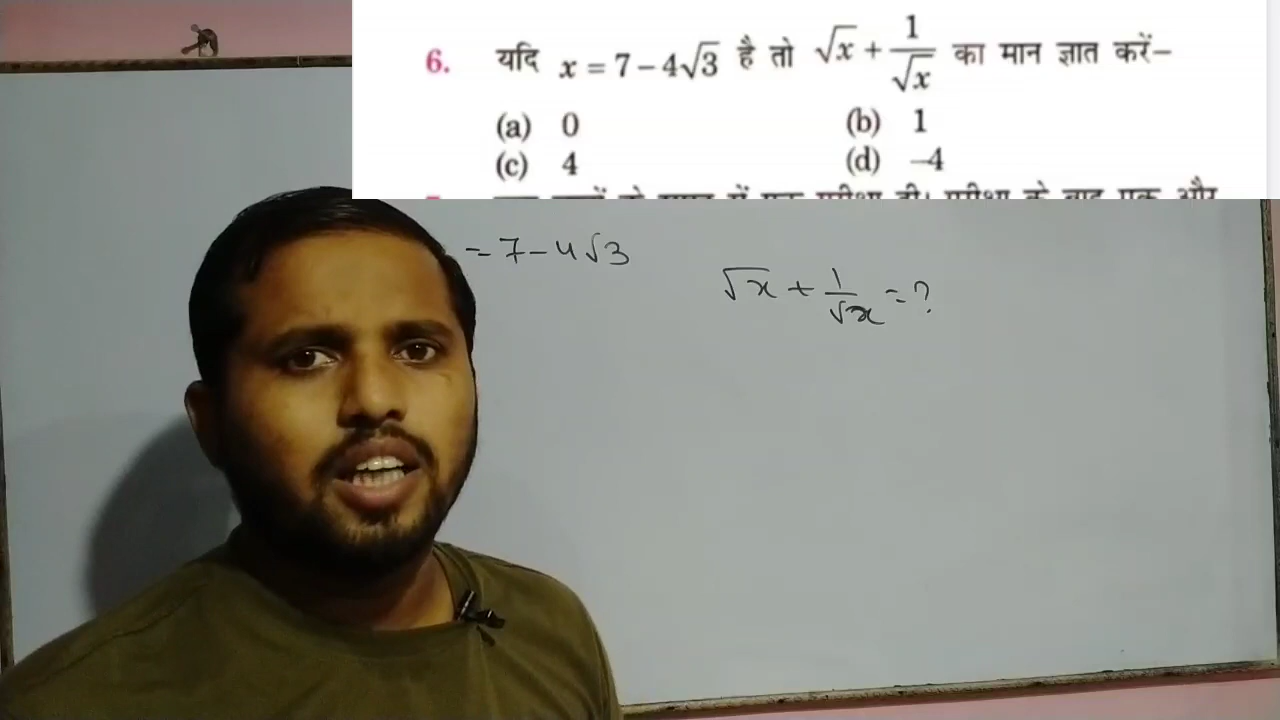 6. यदि x = 7 – 4√3 है तो √x + 1/√x का मान ज्ञात करें–
(a) 0 (b) 1
(c) 4 (d) –4
= 7 – 4√3
√x + 1/√x = ?